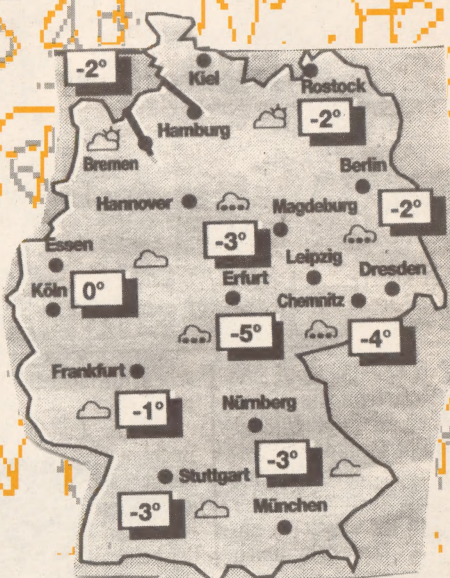 -2°
Kiel
Rostock
-2°
Hamburg
Bremen
Berlin
-2°
Hannover
Magdeburg
-3°
Essen
Leipzig
Dresden
Köln
0°
Erfurt
Chemnitz
-5°
-4°
Frankfurt
-1°
Nürnberg
-3°
Stuttgart
-3°
München